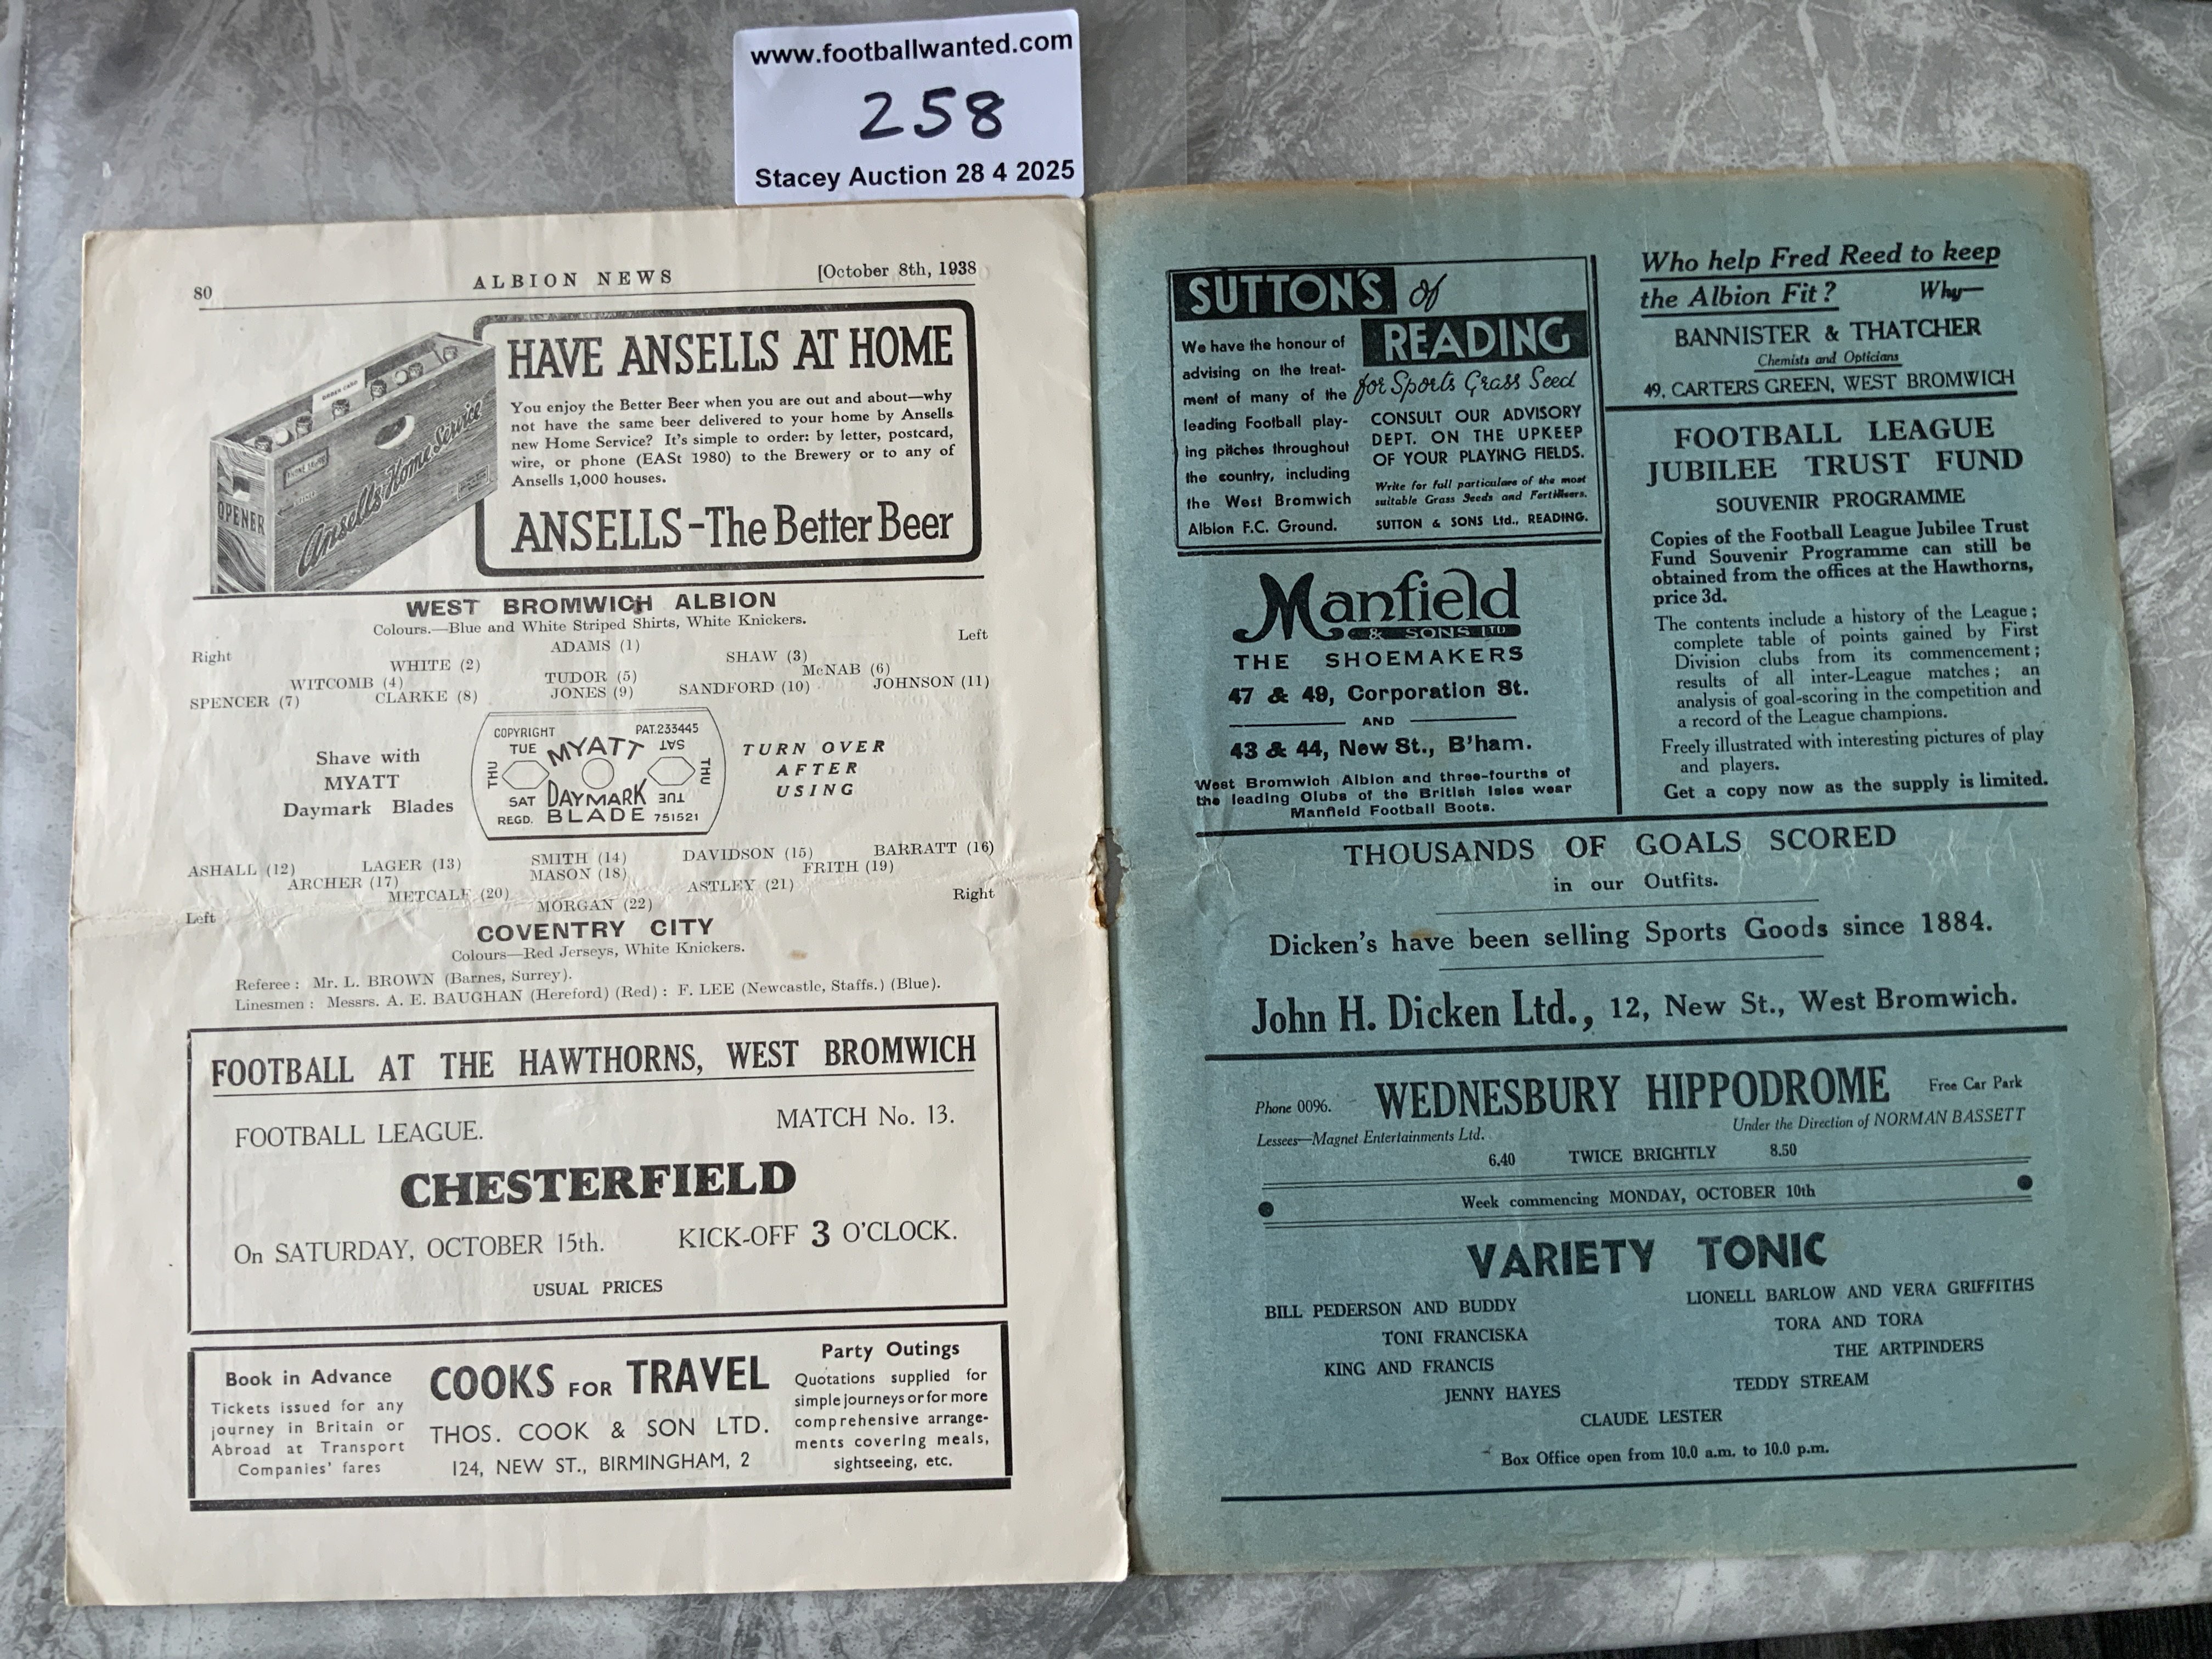 www.footballwanted.com
258
Stacey Auction 28 4 2025
80
ALBION NEWS
[October 8th, 1938
OPENER
Ansells Home Service
HAVE ANSELLS AT HOME
You enjoy the Better Beer when you are out and about—why
not have the same beer delivered to your home by Ansells
new Home Service? It's simple to order: by letter, postcard,
wire, or phone (EASt 1980) to the Brewery or to any of
Ansells 1,000 houses.
ANSELLS-The Better Beer
WEST BROMWICH ALBION
Colours.—Blue and White Striped Shirts, White Knickers.
Right
ADAMS (1)
Left
WHITE (2)
SHAW (3)
WITCOMB (4)
TUDOR (5)
McNAB (6)
SPENCER (7)
CLARKE (8)
JONES (9)
SANDFORD (10)
JOHNSON (11)
Shave with
MYATT
Daymark Blades
COPYRIGHT
PAT.233445
TUE
MYATT
SAT
THU
THU
SAT
DAYMARK
TUE
REGD.
BLADE
751521
TURN OVER
AFTER
USING
ASHALL (12)
LAGER (13)
SMITH (14)
DAVIDSON (15)
BARRATT (16)
ARCHER (17)
MASON (18)
FRITH (19)
METCALF (20)
ASTLEY (21)
Left
MORGAN (22)
Right
COVENTRY CITY
Colours—Red Jerseys, White Knickers.
Referee : Mr. L. BROWN (Barnes, Surrey).
Linesmen : Messrs. A. E. BAUGHAN (Hereford) (Red) : F. LEE (Newcastle, Staffs.) (Blue).
FOOTBALL AT THE HAWTHORNS, WEST BROMWICH
FOOTBALL LEAGUE.
MATCH No. 13.
CHESTERFIELD
On SATURDAY, OCTOBER 15th.
KICK-OFF 3 O'CLOCK.
USUAL PRICES
Book in Advance
Tickets issued for any
journey in Britain or
Abroad at Transport
Companies' fares
COOKS FOR TRAVEL
THOS. COOK & SON LTD.
124, NEW ST., BIRMINGHAM, 2
Party Outings
Quotations supplied for
simple journeys or for more
comprehensive arrange-
ments covering meals,
sightseeing, etc.
SUTTON'S of
READING
for Sports Grass Seed
We have the honour of
advising on the treat-
ment of many of the
leading Football play-
ing pitches throughout
the country, including
the West Bromwich
Albion F.C. Ground.
CONSULT OUR ADVISORY
DEPT. ON THE UPKEEP
OF YOUR PLAYING FIELDS.
Write for full particulars of the most
suitable Grass Seeds and Fertilisers.
SUTTON & SONS Ltd., READING.
Who help Fred Reed to keep
the Albion Fit? Why—
BANNISTER & THATCHER
Chemists and Opticians
49, CARTERS GREEN, WEST BROMWICH
Manfield
& SONS LTD
THE SHOEMAKERS
47 & 49, Corporation St.
AND
43 & 44, New St., B'ham.
West Bromwich Albion and three-fourths of
the leading Clubs of the British Isles wear
Manfield Football Boots.
FOOTBALL LEAGUE
JUBILEE TRUST FUND
SOUVENIR PROGRAMME
Copies of the Football League Jubilee Trust
Fund Souvenir Programme can still be
obtained from the offices at the Hawthorns,
price 3d.
The contents include a history of the League ;
complete table of points gained by First
Division clubs from its commencement ;
results of all inter-League matches ; an
analysis of goal-scoring in the competition and
a record of the League champions.
Freely illustrated with interesting pictures of play
and players.
Get a copy now as the supply is limited.
THOUSANDS OF GOALS SCORED
in our Outfits.
Dicken's have been selling Sports Goods since 1884.
John H. Dicken Ltd., 12, New St., West Bromwich.
Phone 0096.
WEDNESBURY HIPPODROME
Free Car Park
Lessees—Magnet Entertainments Ltd.
Under the Direction of NORMAN BASSETT
6.40 TWICE BRIGHTLY 8.50
Week commencing MONDAY, OCTOBER 10th
VARIETY TONIC
BILL PEDERSON AND BUDDY
LIONELL BARLOW AND VERA GRIFFITHS
TONI FRANCISKA
TORA AND TORA
KING AND FRANCIS
THE ARTPINDERS
JENNY HAYES
TEDDY STREAM
CLAUDE LESTER
Box Office open from 10.0 a.m. to 10.0 p.m.